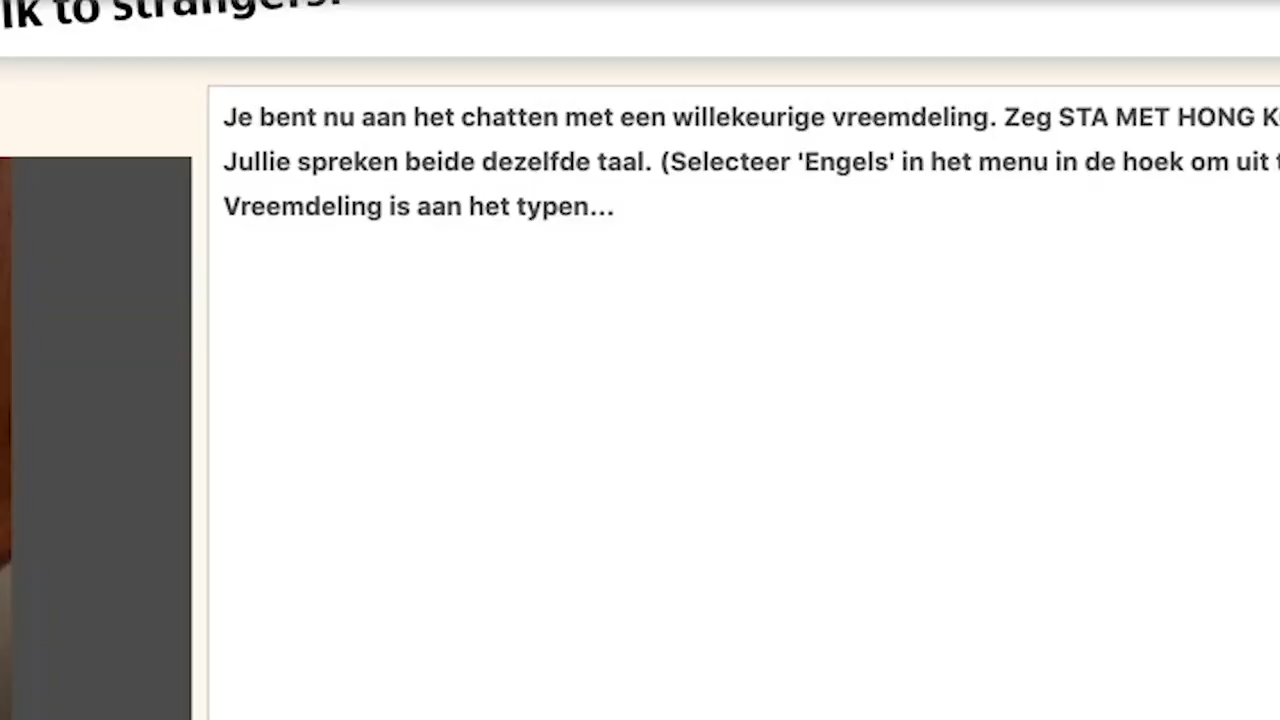 to strangers!
Je bent nu aan het chatten met een willekeurige vreemdeling. Zeg STA MET HONG
Jullie spreken beide dezelfde taal. (Selecteer 'Engels' in het menu in de hoek om uit
Vreemdeling is aan het typen...